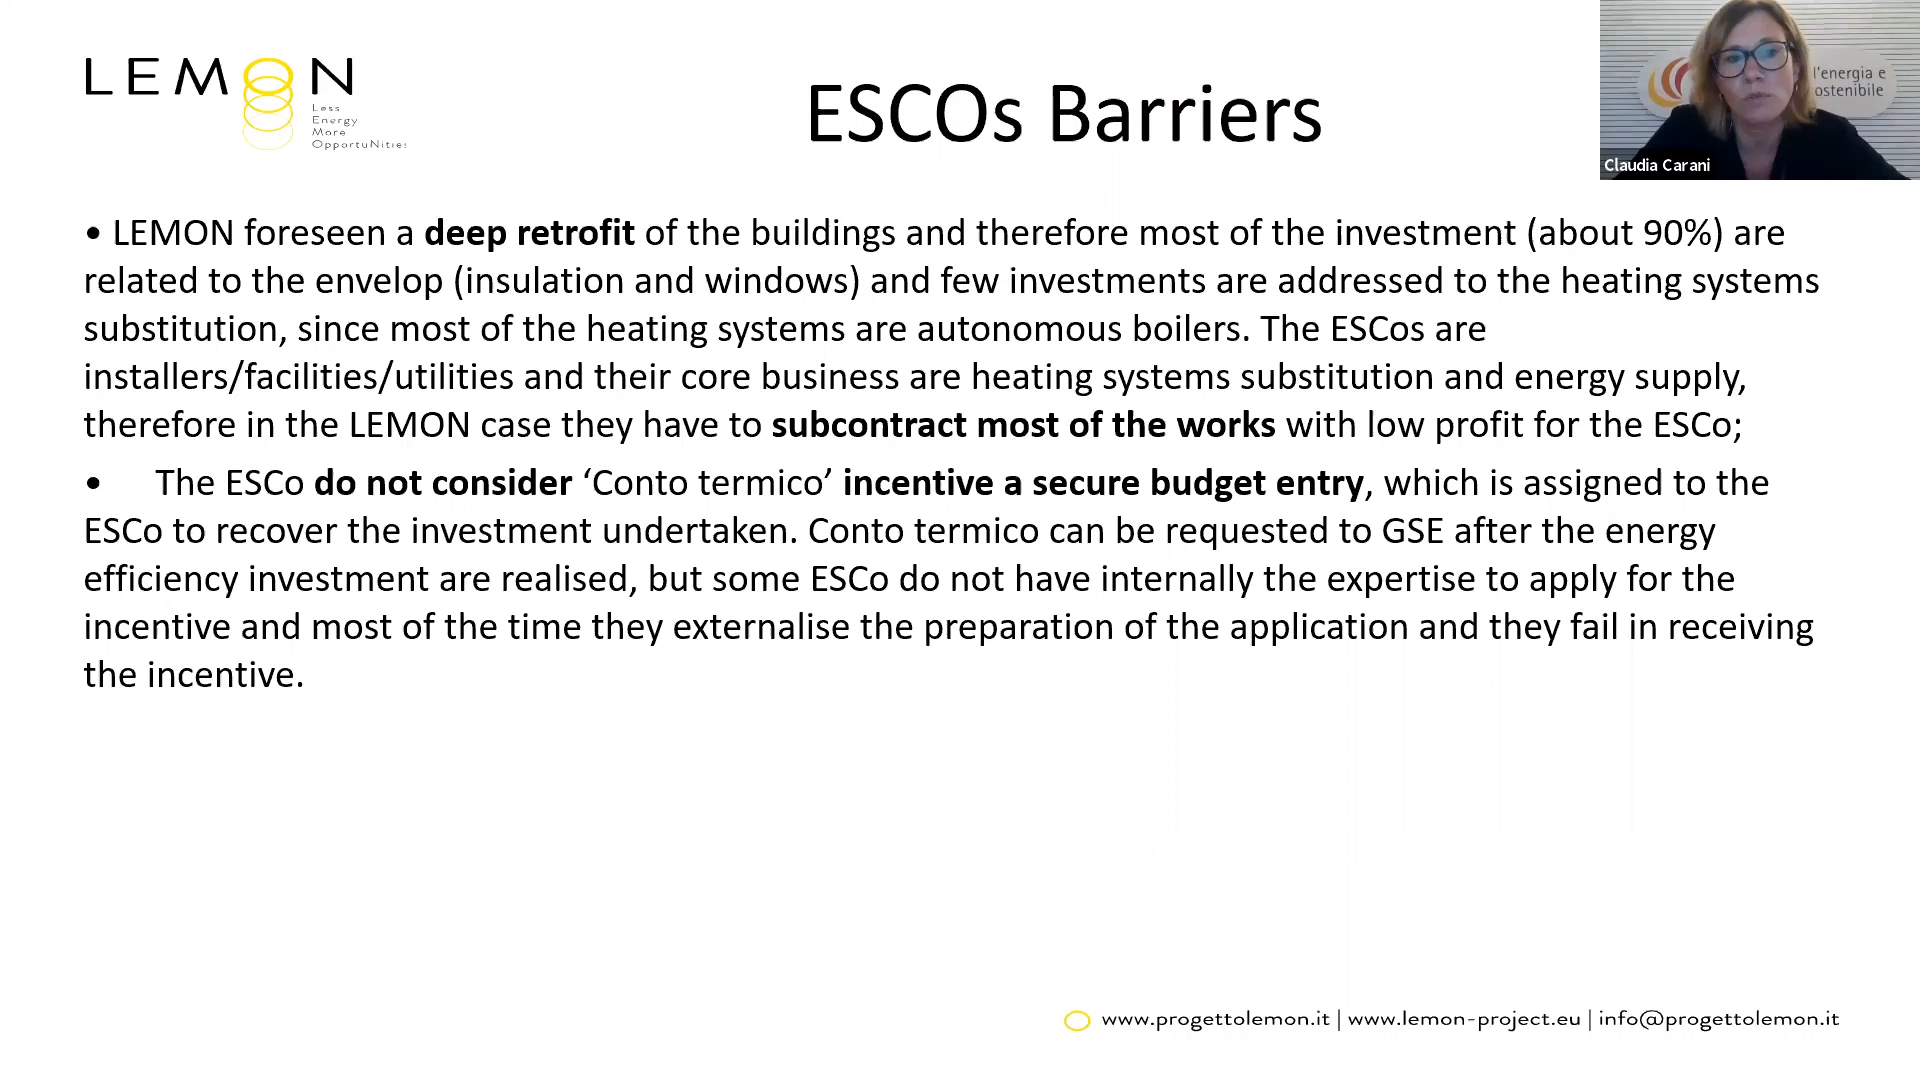 LEMON
Less
Energy
More
OpportuNities
ESCOs Barriers
l'energia e
ostenibile
Claudia Carani
• LEMON foreseen a deep retrofit of the buildings and therefore most of the investment (about 90%) are
related to the envelop (insulation and windows) and few investments are addressed to the heating systems
substitution, since most of the heating systems are autonomous boilers. The ESCos are
installers/facilities/utilities and their core business are heating systems substitution and energy supply,
therefore in the LEMON case they have to subcontract most of the works with low profit for the ESCo;
• The ESCo do not consider ‘Conto termico’ incentive a secure budget entry, which is assigned to the
ESCo to recover the investment undertaken. Conto termico can be requested to GSE after the energy
efficiency investment are realised, but some ESCo do not have internally the expertise to apply for the
incentive and most of the time they externalise the preparation of the application and they fail in receiving
the incentive.
www.progettolemon.it | www.lemon-project.eu | info@progettolemon.it